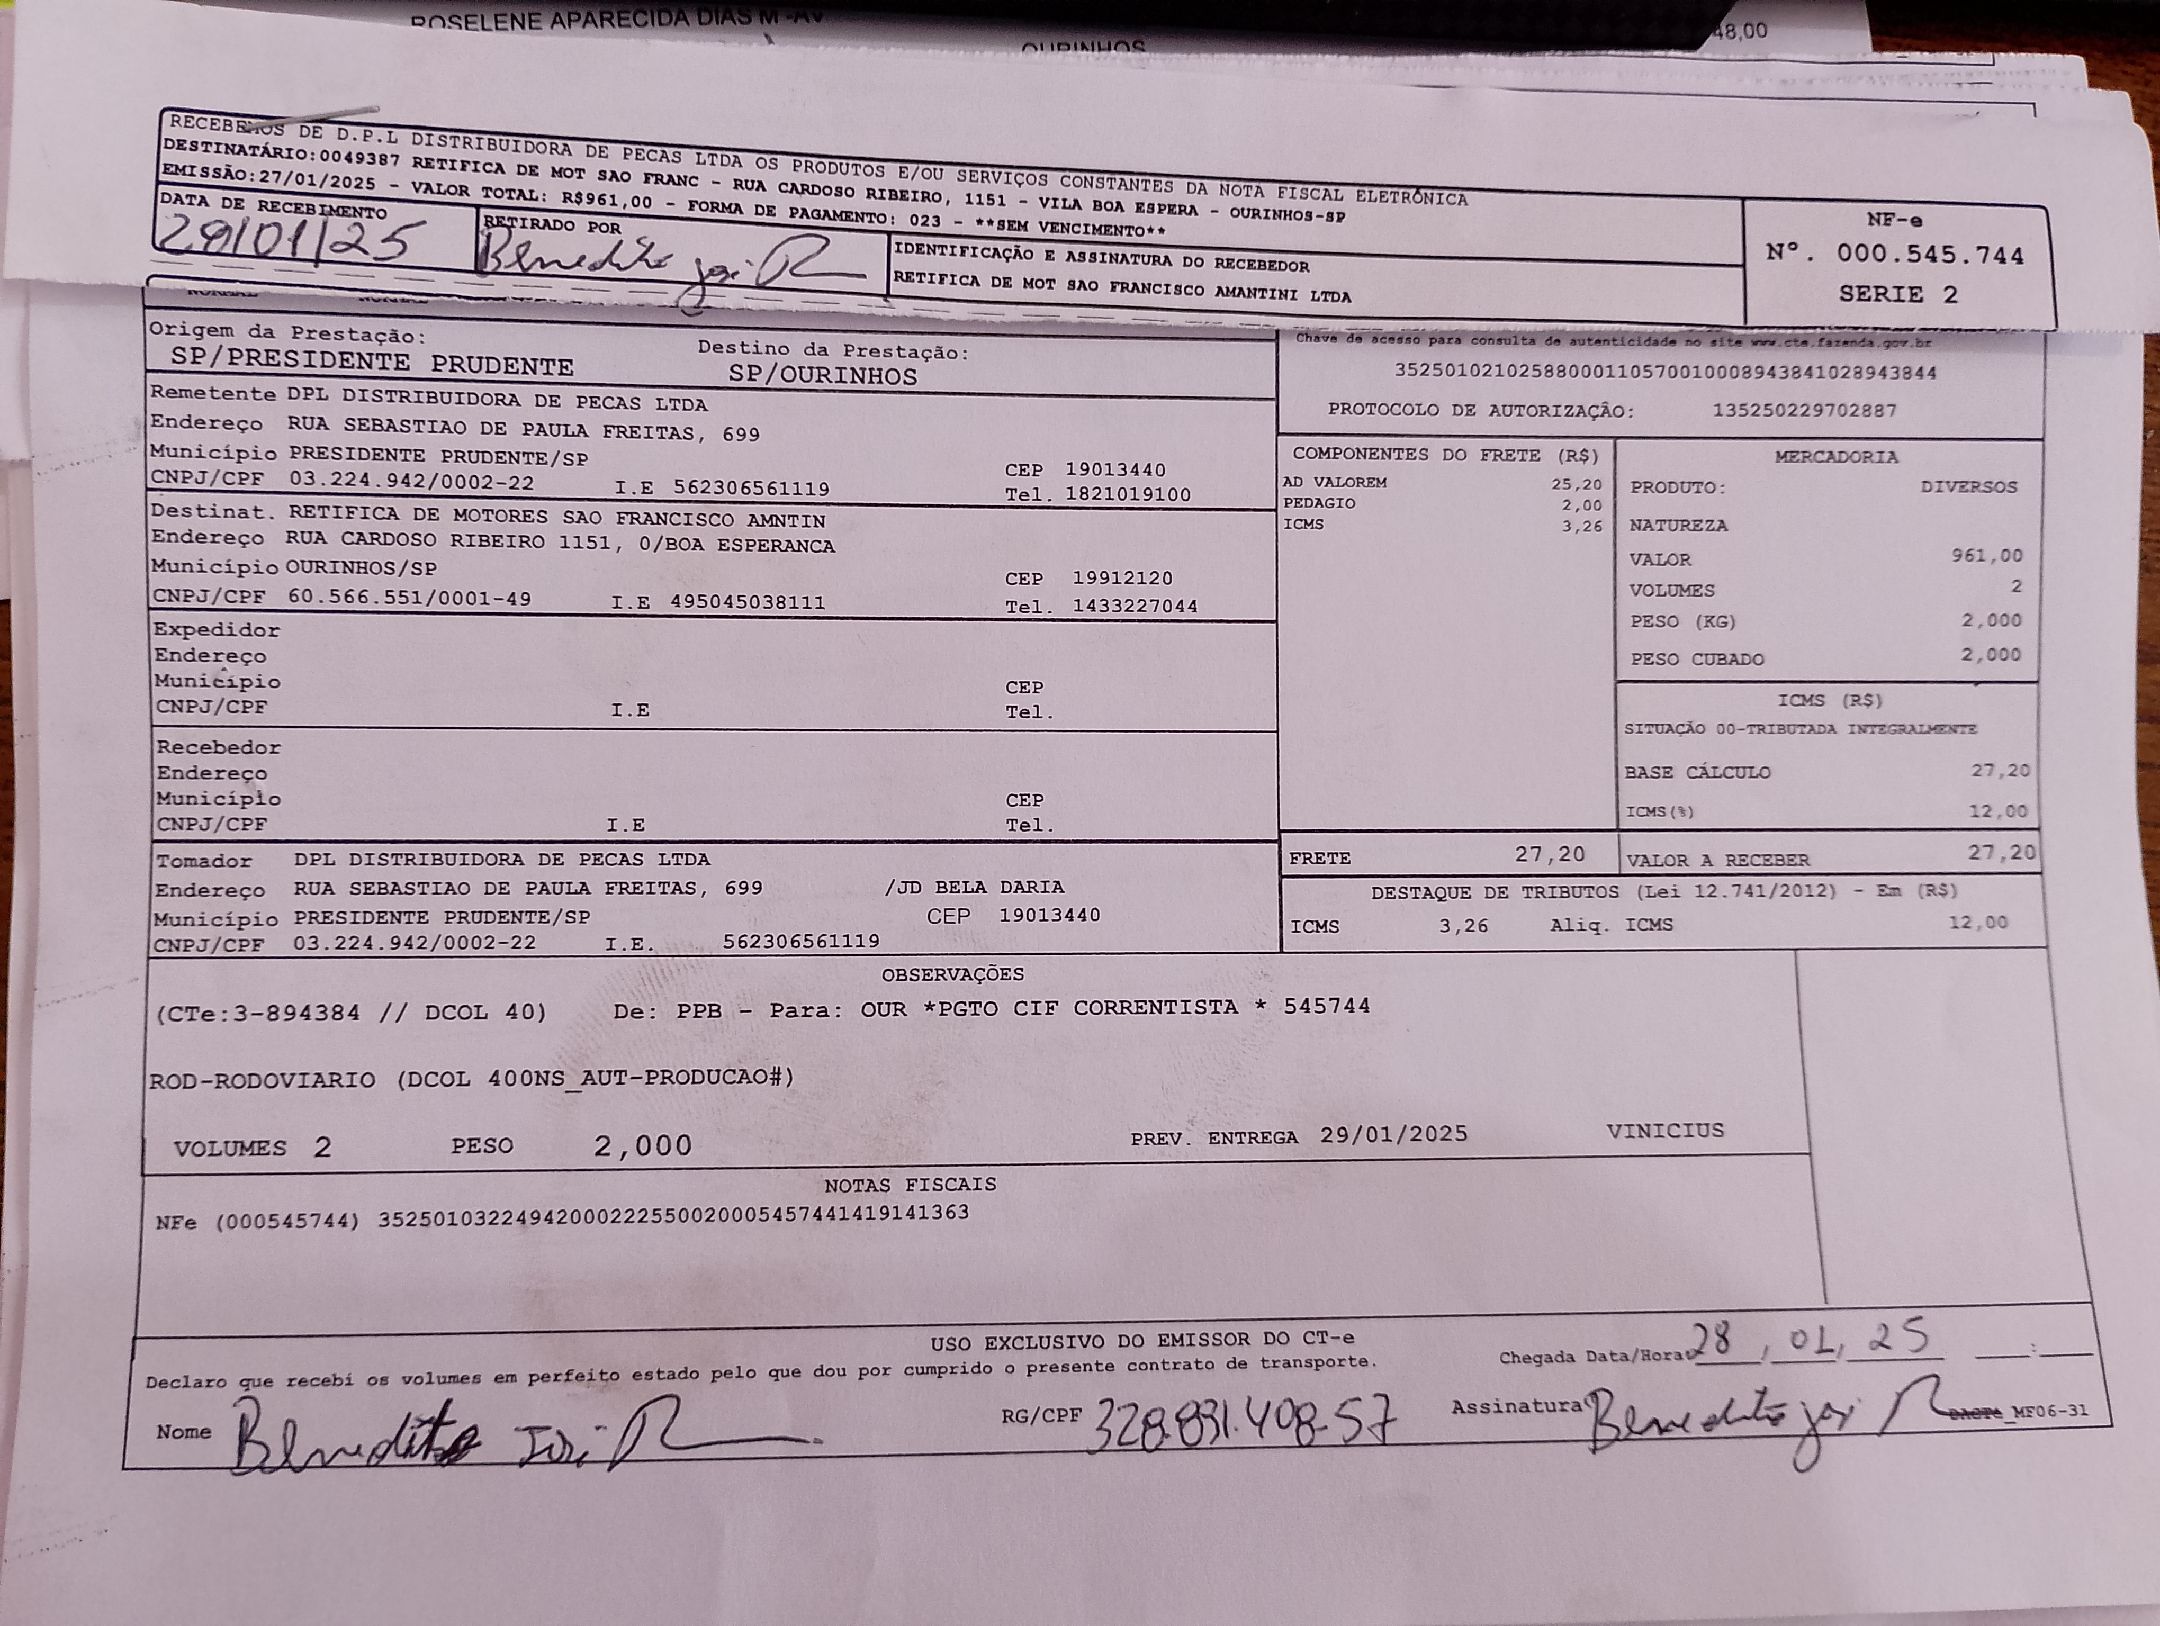 ROSELENE APARECIDA DIAS M -AV
48,00
OURINHOS
RECEBEMOS DE D.P.L DISTRIBUIDORA DE PECAS LTDA OS PRODUTOS E/OU SERVIÇOS CONSTANTES DA NOTA FISCAL ELETRÔNICA
DESTINATÁRIO:0049387 RETIFICA DE MOT SAO FRANC - RUA CARDOSO RIBEIRO, 1151 - VILA BOA ESPERA - OURINHOS-SP
EMISSÃO:27/01/2025 - VALOR TOTAL: R$961,00 - FORMA DE PAGAMENTO: 023 - **SEM VENCIMENTO**
DATA DE RECEBIMENTO
28/01/25
RETIRADO POR
Benedito José
IDENTIFICAÇÃO E ASSINATURA DO RECEBEDOR
RETIFICA DE MOT SAO FRANCISCO AMANTINI LTDA
NF-e
Nº. 000.545.744
SERIE 2
NORMAL NORMAL
Origem da Prestação: Destino da Prestação:
SP/PRESIDENTE PRUDENTE SP/OURINHOS
Remetente DPL DISTRIBUIDORA DE PECAS LTDA
Endereço RUA SEBASTIAO DE PAULA FREITAS, 699
Município PRESIDENTE PRUDENTE/SP CEP 19013440
CNPJ/CPF 03.224.942/0002-22 I.E 562306561119 Tel. 1821019100
Destinat. RETIFICA DE MOTORES SAO FRANCISCO AMNTIN
Endereço RUA CARDOSO RIBEIRO 1151, 0/BOA ESPERANCA
Município OURINHOS/SP CEP 19912120
CNPJ/CPF 60.566.551/0001-49 I.E 495045038111 Tel. 1433227044
Expedidor
Endereço
Município CEP
CNPJ/CPF I.E Tel.
Recebedor
Endereço
Município CEP
CNPJ/CPF I.E Tel.
Tomador DPL DISTRIBUIDORA DE PECAS LTDA
Endereço RUA SEBASTIAO DE PAULA FREITAS, 699 /JD BELA DARIA
Município PRESIDENTE PRUDENTE/SP CEP 19013440
CNPJ/CPF 03.224.942/0002-22 I.E. 562306561119
Chave de acesso para consulta de autenticidade no site www.cte.fazenda.gov.br
35250102102588000110570010008943841028943844
PROTOCOLO DE AUTORIZAÇÃO: 135250229702887
COMPONENTES DO FRETE (R$)
AD VALOREM 25,20
PEDAGIO 2,00
ICMS 3,26
MERCADORIA
PRODUTO: DIVERSOS
NATUREZA
VALOR 961,00
VOLUMES 2
PESO (KG) 2,000
PESO CUBADO 2,000
ICMS (R$)
SITUAÇÃO 00-TRIBUTADA INTEGRALMENTE
BASE CÁLCULO 27,20
ICMS(%) 12,00
FRETE 27,20 VALOR A RECEBER 27,20
DESTAQUE DE TRIBUTOS (Lei 12.741/2012) - Em (R$)
ICMS 3,26 Aliq. ICMS 12,00
OBSERVAÇÕES
(CTe:3-894384 // DCOL 40) De: PPB - Para: OUR *PGTO CIF CORRENTISTA * 545744
ROD-RODOVIARIO (DCOL 400NS_AUT-PRODUCAO#)
VOLUMES 2 PESO 2,000 PREV. ENTREGA 29/01/2025 VINICIUS
NOTAS FISCAIS
NFe (000545744) 35250103224942000222550020005457441419141363
USO EXCLUSIVO DO EMISSOR DO CT-e
Declaro que recebi os volumes em perfeito estado pelo que dou por cumprido o presente contrato de transporte.
Chegada Data/Hora 28, 01, 25 :
Nome Benedito José RG/CPF 328.891.408-57 Assinatura Benedito José
_MF06-31